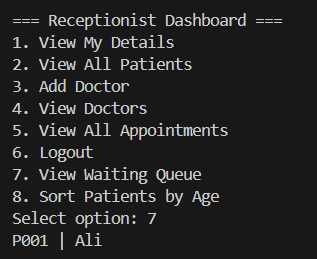 === Receptionist Dashboard ===
1. View My Details
2. View All Patients
3. Add Doctor
4. View Doctors
5. View All Appointments
6. Logout
7. View Waiting Queue
8. Sort Patients by Age
Select option: 7
P001 | Ali